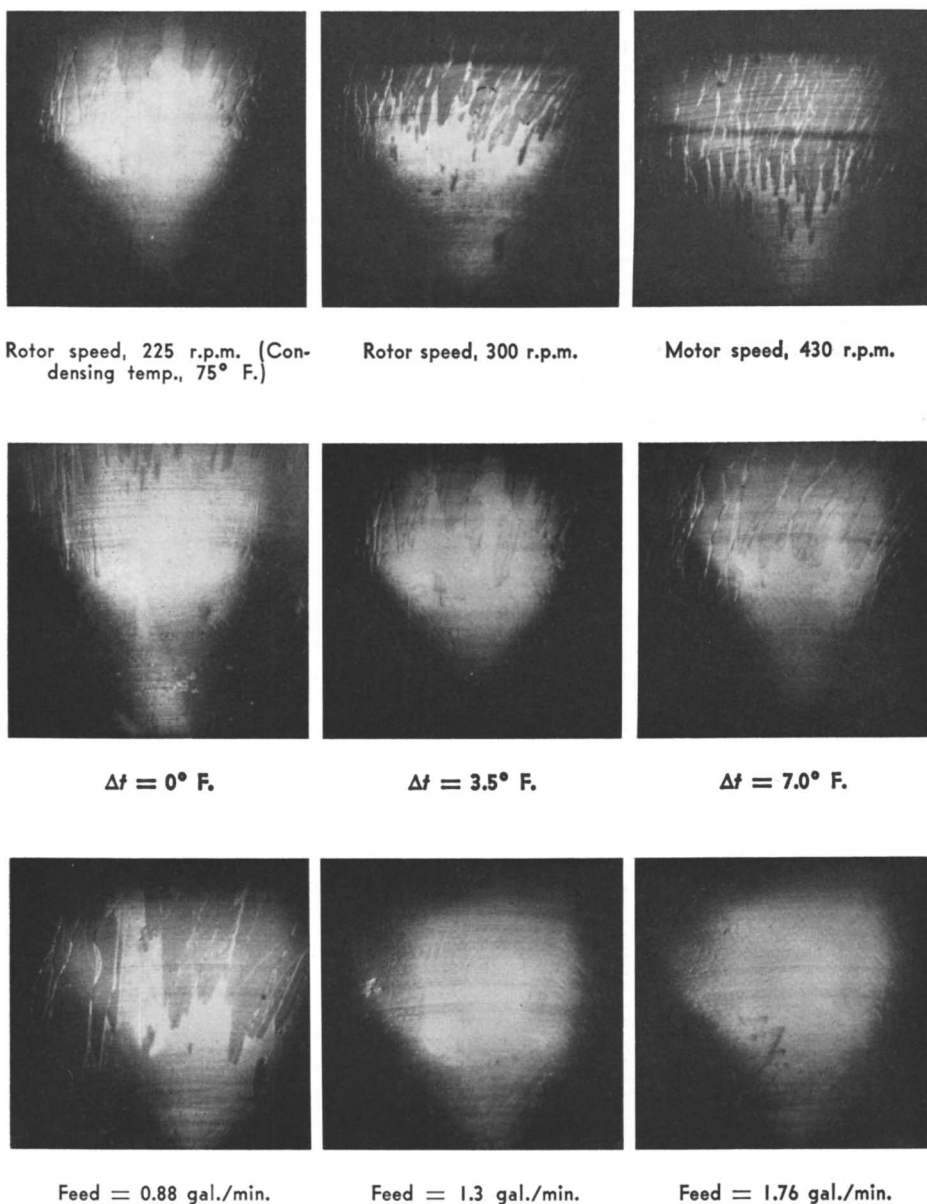 Rotor speed, 225 r.p.m. (Con-
densing temp., 75° F.)
Rotor speed, 300 r.p.m.
Motor speed, 430 r.p.m.
Δt = 0° F.
Δt = 3.5° F.
Δt = 7.0° F.
Feed = 0.88 gal./min.
Feed = 1.3 gal./min.
Feed = 1.76 gal./min.